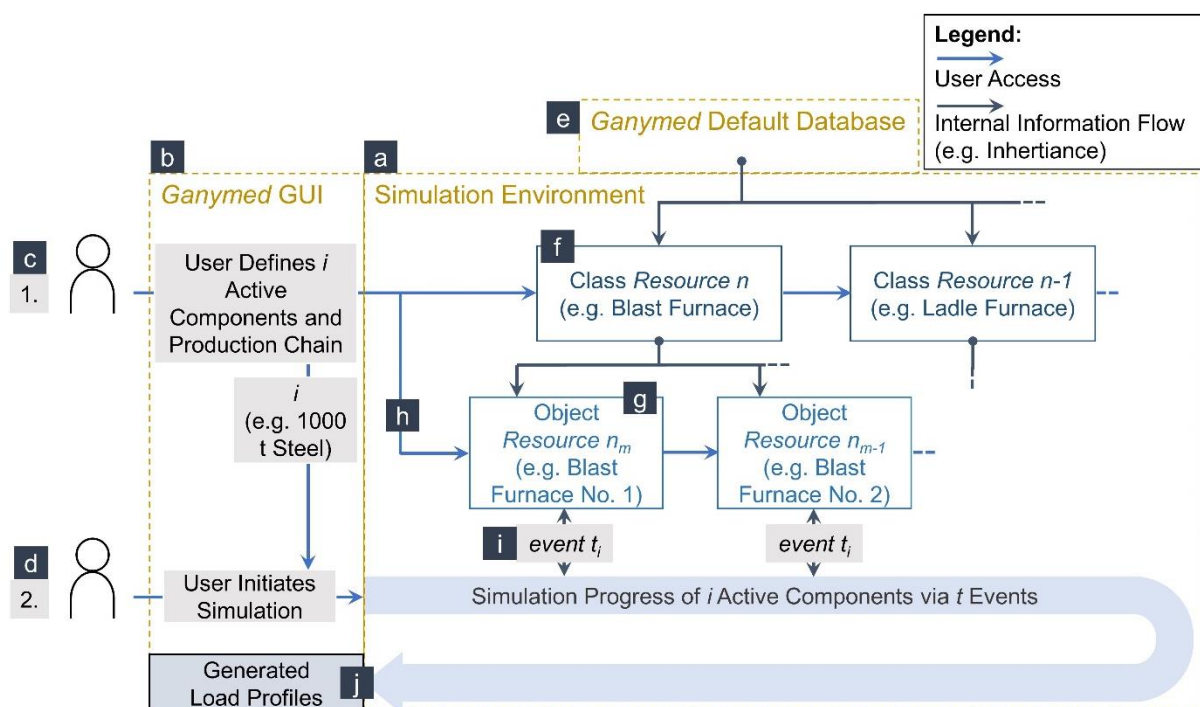 Legend:
User Access
Internal Information Flow
(e.g. Inhertiance)
e
Ganymed Default Database
b
a
Ganymed GUI
Simulation Environment
c
1.
User Defines i
Active
Components and
Production Chain
f
Class Resource n
(e.g. Blast Furnace)
Class Resource n-1
(e.g. Ladle Furnace)
i
(e.g. 1000
t Steel)
h
g
Object
Resource nm
(e.g. Blast
Furnace No. 1)
Object
Resource nm-1
(e.g. Blast
Furnace No. 2)
i
event ti
event ti
d
2.
User Initiates
Simulation
Simulation Progress of i Active Components via t Events
Generated
Load Profiles
j